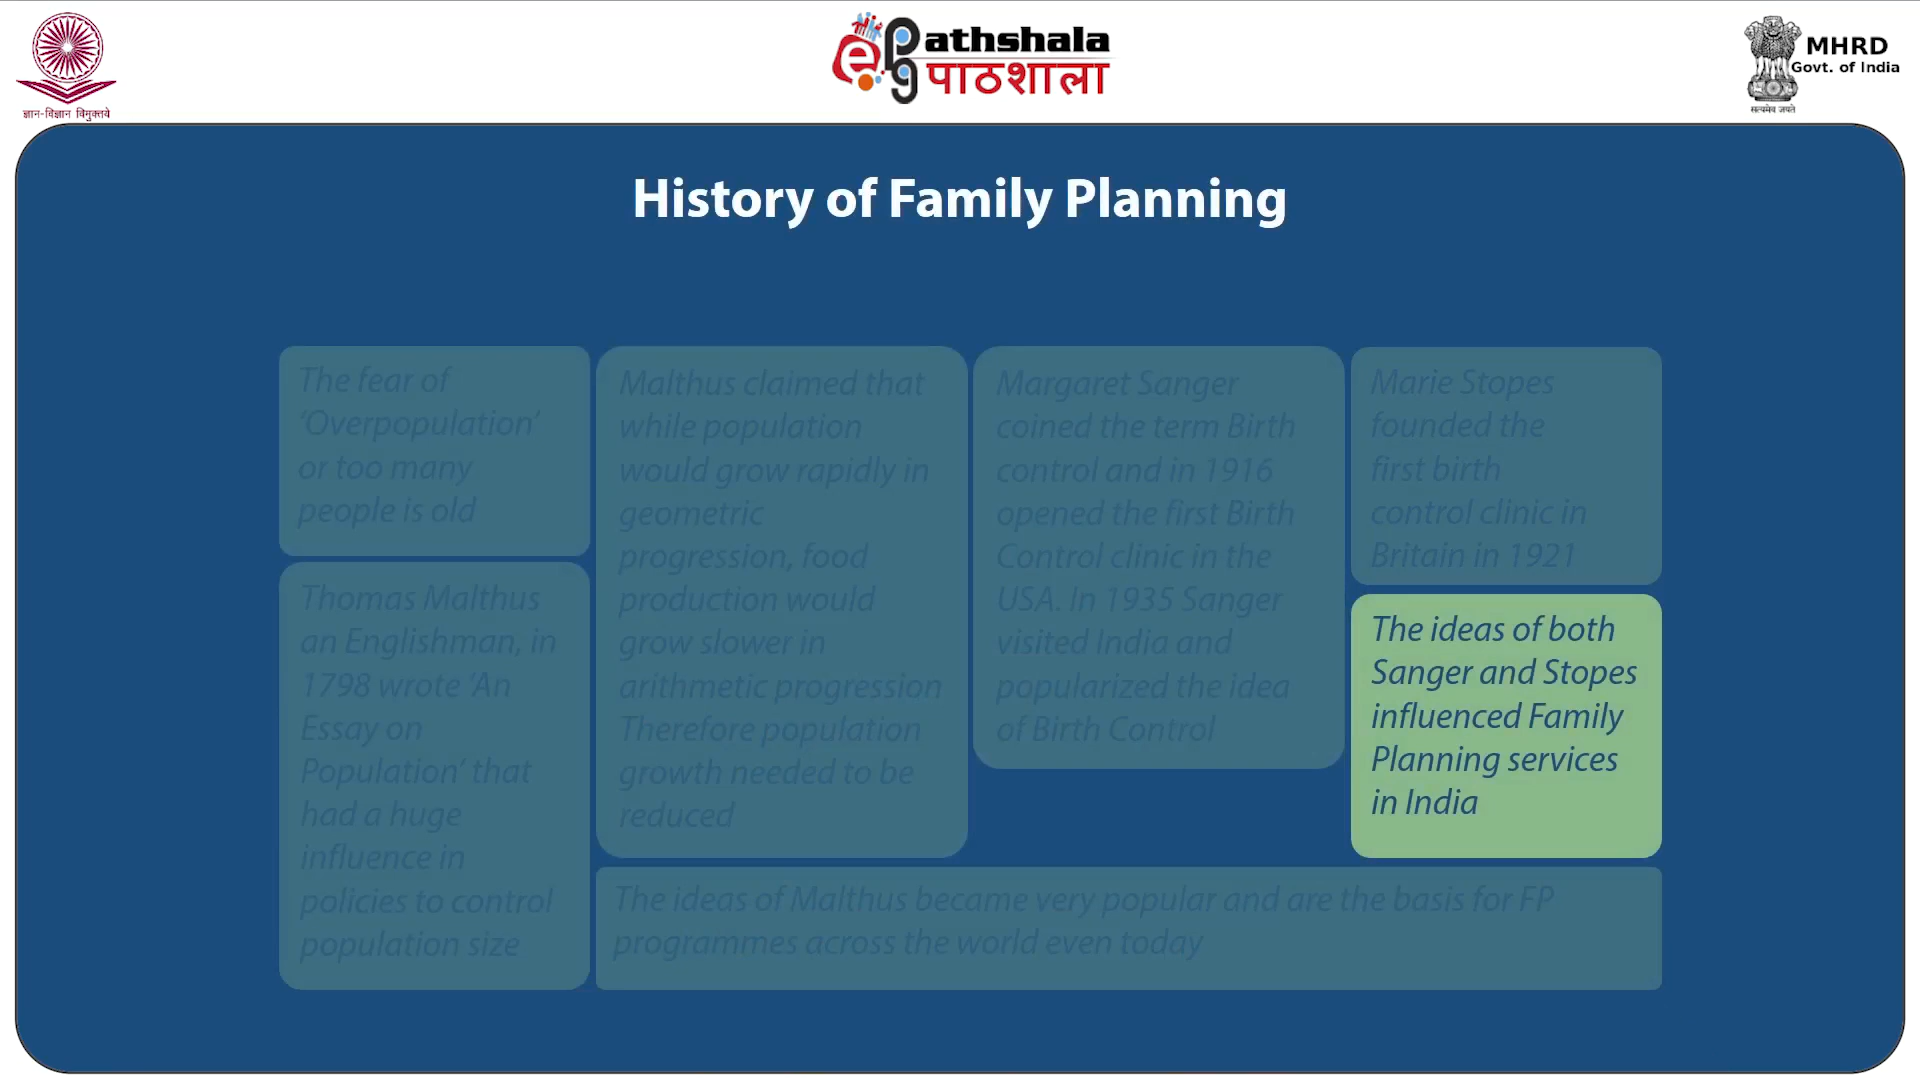 ज्ञान-विज्ञान विमुक्तये
ePathshala
पाठशाला
MHRD
Govt. of India
सत्यमेव जयते
History of Family Planning
The fear of
‘Overpopulation’
or too many
people is old
Thomas Malthus
an Englishman, in
1798 wrote ‘An
Essay on
Population’ that
had a huge
influence in
policies to control
population size
Malthus claimed that
while population
would grow rapidly in
geometric
progression, food
production would
grow slower in
arithmetic progression
Therefore population
growth needed to be
reduced
Margaret Sanger
coined the term Birth
control and in 1916
opened the first Birth
Control clinic in the
USA. In 1935 Sanger
visited India and
popularized the idea
of Birth Control
Marie Stopes
founded the
first birth
control clinic in
Britain in 1921
The ideas of both
Sanger and Stopes
influenced Family
Planning services
in India
The ideas of Malthus became very popular and are the basis for FP
programmes across the world even today